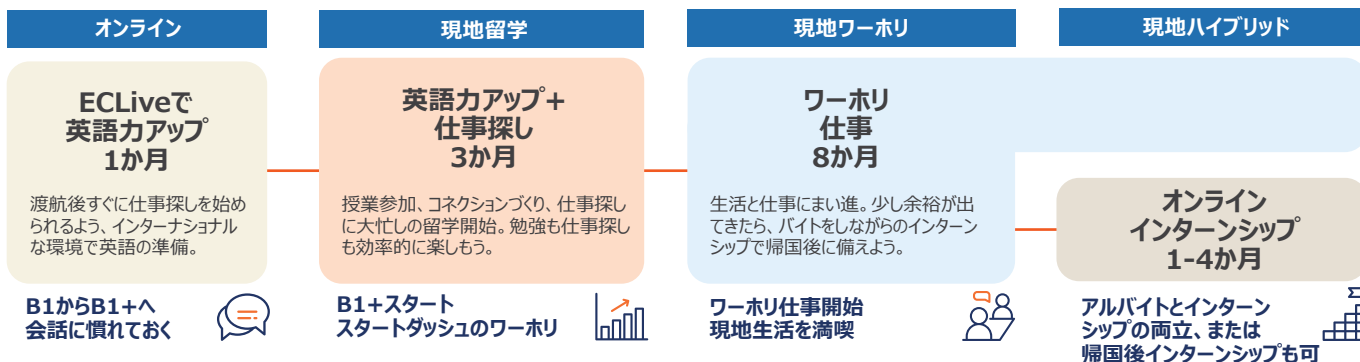 オンライン
ECLiveで
英語力アップ
1か月
渡航後すぐに仕事探しを始め
られるよう、インターナショナル
な環境で英語の準備。
B1からB1+へ
会話に慣れておく
現地留学
英語力アップ+
仕事探し
3か月
授業参加、コネクションづくり、仕事探し
に大忙しの留学開始。勉強も仕事探し
も効率的に楽しもう。
B1+スタート
スタートダッシュのワーホリ
現地ワーホリ
ワーホリ
仕事
8か月
生活と仕事にまい進。少し余裕が出
てきたら、バイトをしながらのインターン
シップで帰国後に備えよう。
ワーホリ仕事開始
現地生活を満喫
現地ハイブリッド
オンライン
インターンシップ
1-4か月
アルバイトとインターン
シップの両立、または
帰国後インターンシップも可